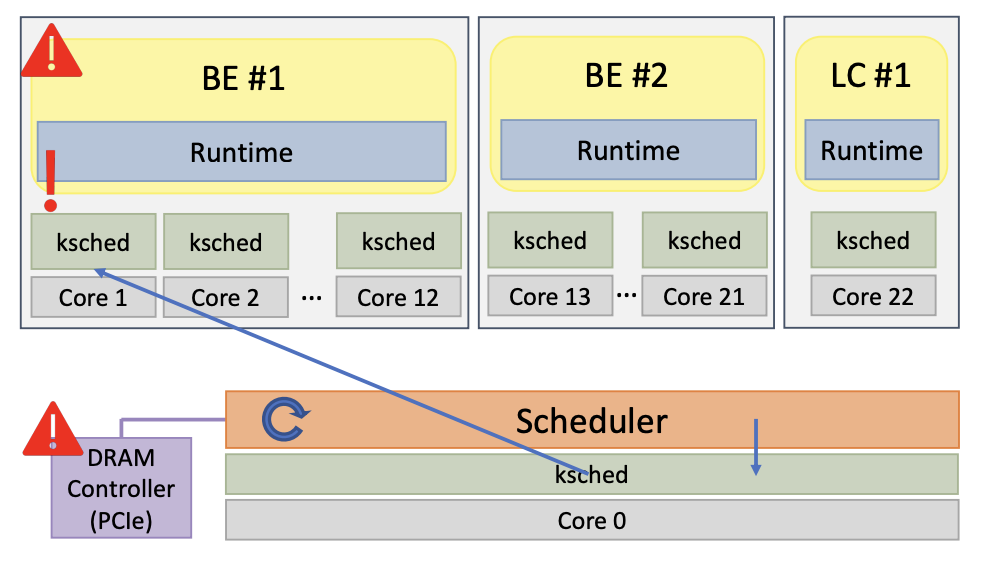 BE #1
BE #2
LC #1
Runtime
Runtime
Runtime
ksched
ksched
ksched
ksched
ksched
ksched
Core 1
Core 2
...
Core 12
Core 13
...
Core 21
Core 22
Scheduler
DRAM
Controller
(PCIe)
ksched
Core 0